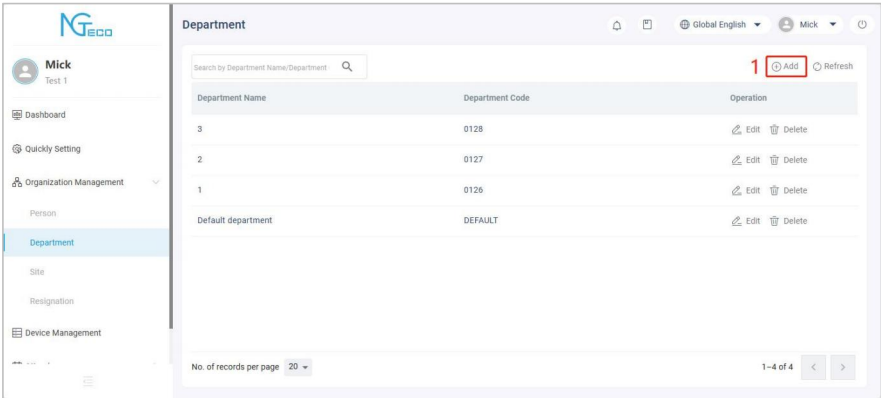 NGTeco
Department
Global English
Mick
Mick
Test 1
Search by Department Name/Department
1
Add
Refresh
Department Name
Department Code
Operation
Dashboard
3
0128
Edit
Delete
Quickly Setting
2
0127
Edit
Delete
Organization Management
1
0126
Edit
Delete
Person
Default department
DEFAULT
Edit
Delete
Department
Site
Resignation
Device Management
No. of records per page
20
1–4 of 4